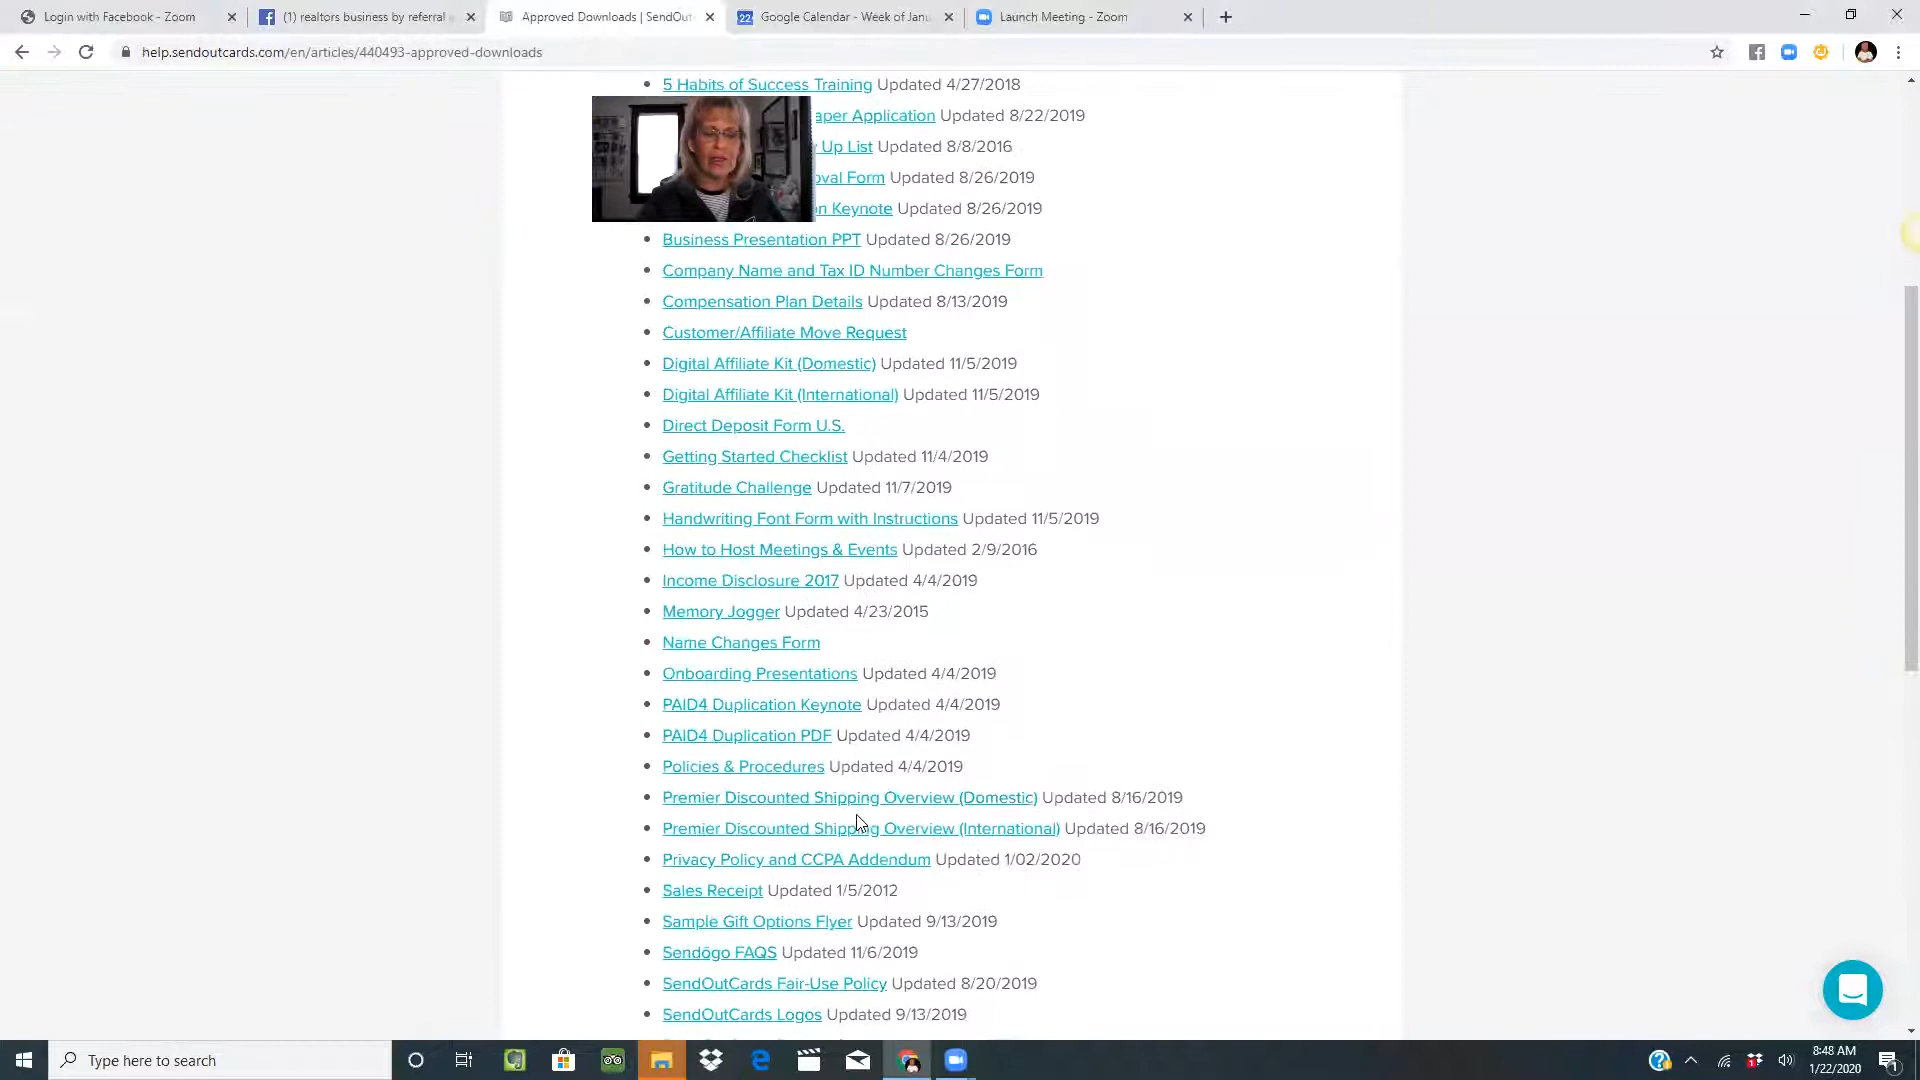 Login with Facebook - Zoom
(1) realtors business by referral
Approved Downloads | SendOut
22
Google Calendar - Week of Janu
Launch Meeting - Zoom
help.sendoutcards.com/en/articles/440493-approved-downloads
5 Habits of Success Training Updated 4/27/2018
aper Application Updated 8/22/2019
Up List Updated 8/8/2016
oval Form Updated 8/26/2019
n Keynote Updated 8/26/2019
Business Presentation PPT Updated 8/26/2019
Company Name and Tax ID Number Changes Form
Compensation Plan Details Updated 8/13/2019
Customer/Affiliate Move Request
Digital Affiliate Kit (Domestic) Updated 11/5/2019
Digital Affiliate Kit (International) Updated 11/5/2019
Direct Deposit Form U.S.
Getting Started Checklist Updated 11/4/2019
Gratitude Challenge Updated 11/7/2019
Handwriting Font Form with Instructions Updated 11/5/2019
How to Host Meetings & Events Updated 2/9/2016
Income Disclosure 2017 Updated 4/4/2019
Memory Jogger Updated 4/23/2015
Name Changes Form
Onboarding Presentations Updated 4/4/2019
PAID4 Duplication Keynote Updated 4/4/2019
PAID4 Duplication PDF Updated 4/4/2019
Policies & Procedures Updated 4/4/2019
Premier Discounted Shipping Overview (Domestic) Updated 8/16/2019
Premier Discounted Shipping Overview (International) Updated 8/16/2019
Privacy Policy and CCPA Addendum Updated 1/02/2020
Sales Receipt Updated 1/5/2012
Sample Gift Options Flyer Updated 9/13/2019
Sendōgo FAQS Updated 11/6/2019
SendOutCards Fair-Use Policy Updated 8/20/2019
SendOutCards Logos Updated 9/13/2019
Type here to search
8:48 AM
1/22/2020